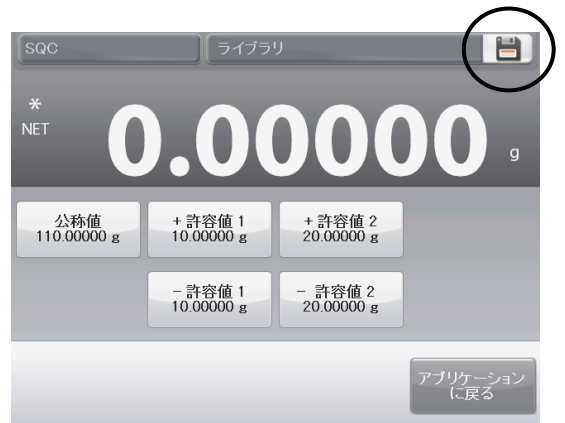 SQC
ライブラリ
*
NET
0.00000 g
公称値
110.00000 g
+許容値 1
10.00000 g
+許容値 2
20.00000 g
- 許容値 1
10.00000 g
- 許容値 2
20.00000 g
アプリケーション
に戻る